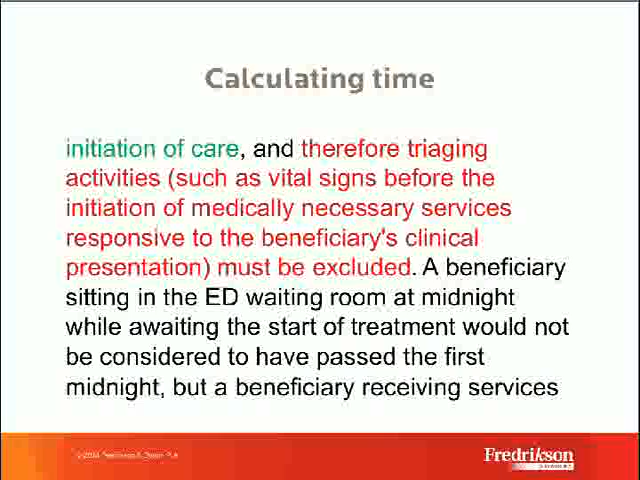 Calculating time
initiation of care, and therefore triaging
activities (such as vital signs before the
initiation of medically necessary services
responsive to the beneficiary's clinical
presentation) must be excluded. A beneficiary
sitting in the ED waiting room at midnight
while awaiting the start of treatment would not
be considered to have passed the first
midnight, but a beneficiary receiving services
Fredrikson